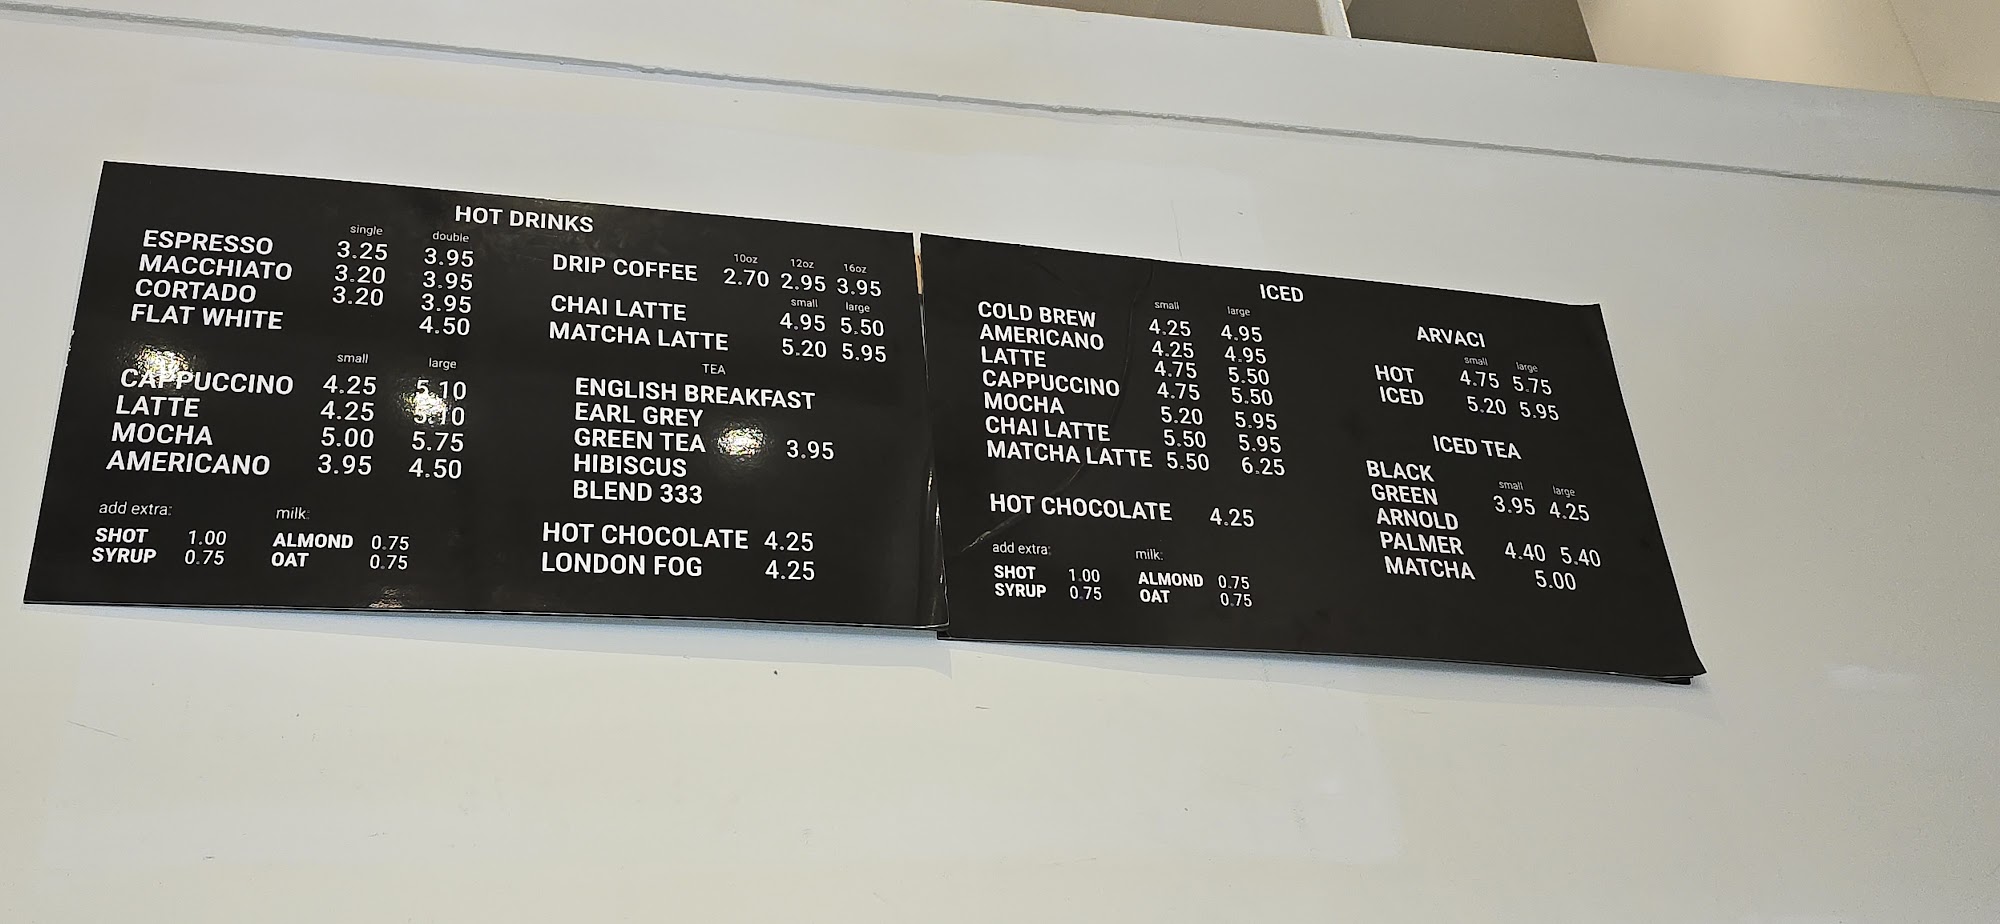 HOT DRINKS
single double
ESPRESSO 3.25 3.95
MACCHIATO 3.20 3.95
CORTADO 3.20 3.95
FLAT WHITE 4.50
small large
CAPPUCCINO 4.25 5.10
LATTE 4.25 5.10
MOCHA 5.00 5.75
AMERICANO 3.95 4.50
add extra: milk:
SHOT 1.00 ALMOND 0.75
SYRUP 0.75 OAT 0.75
10oz 12oz 16oz
DRIP COFFEE 2.70 2.95 3.95
small large
CHAI LATTE 4.95 5.50
MATCHA LATTE 5.20 5.95
TEA
ENGLISH BREAKFAST
EARL GREY
GREEN TEA 3.95
HIBISCUS
BLEND 333
HOT CHOCOLATE 4.25
LONDON FOG 4.25
ICED
small large
COLD BREW 4.25 4.95
AMERICANO 4.25 4.95
LATTE 4.75 5.50
CAPPUCCINO 4.75 5.50
MOCHA 5.20 5.95
CHAI LATTE 5.50 5.95
MATCHA LATTE 5.50 6.25
HOT CHOCOLATE 4.25
add extra: milk:
SHOT 1.00 ALMOND 0.75
SYRUP 0.75 OAT 0.75
ARVACI
small large
HOT 4.75 5.75
ICED 5.20 5.95
ICED TEA
BLACK
small large
GREEN 3.95 4.25
ARNOLD
PALMER 4.40 5.40
MATCHA 5.00